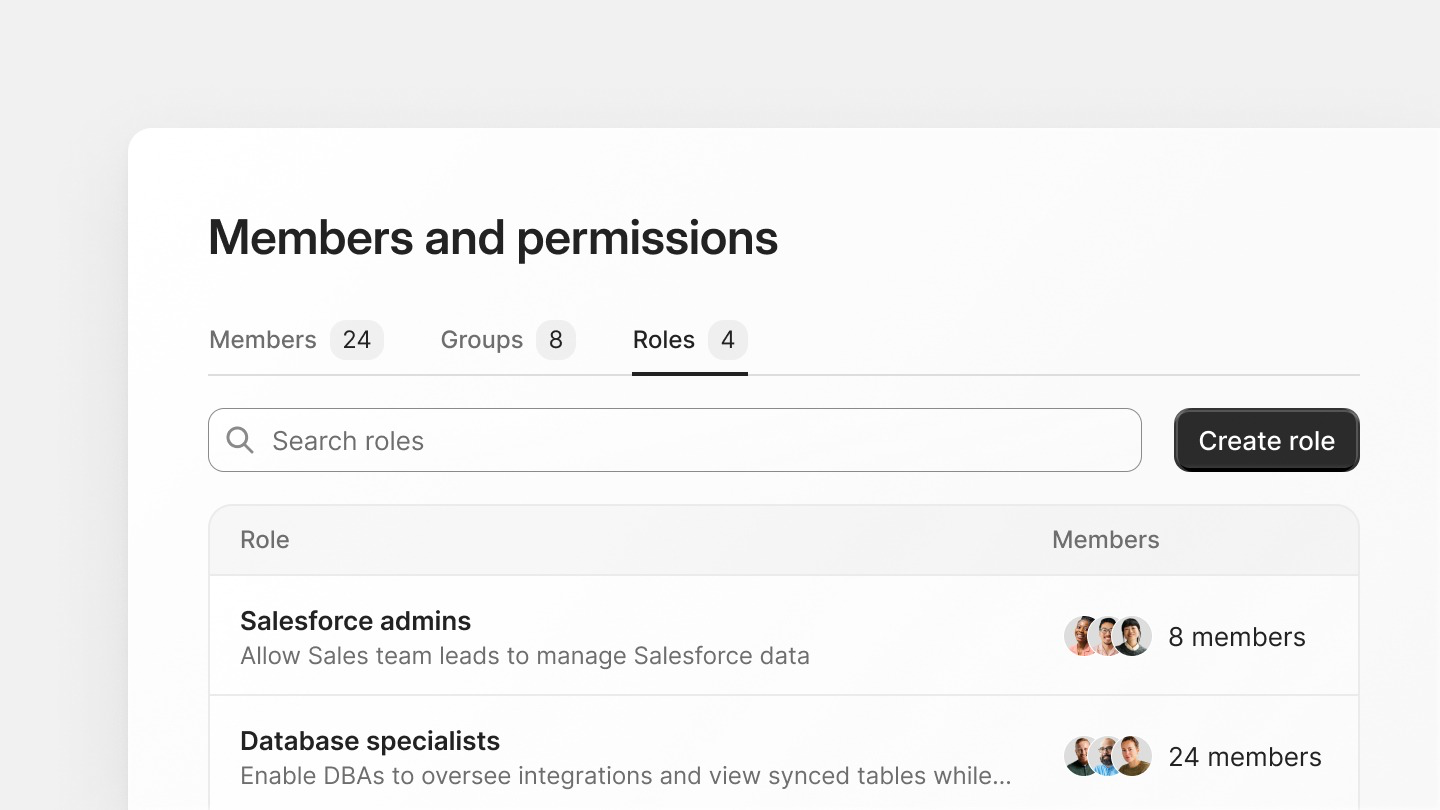 Members and permissions
Members 24 Groups 8 Roles 4
Search roles
Create role
Role Members
Salesforce admins
Allow Sales team leads to manage Salesforce data
8 members
Database specialists
Enable DBAs to oversee integrations and view synced tables while...
24 members